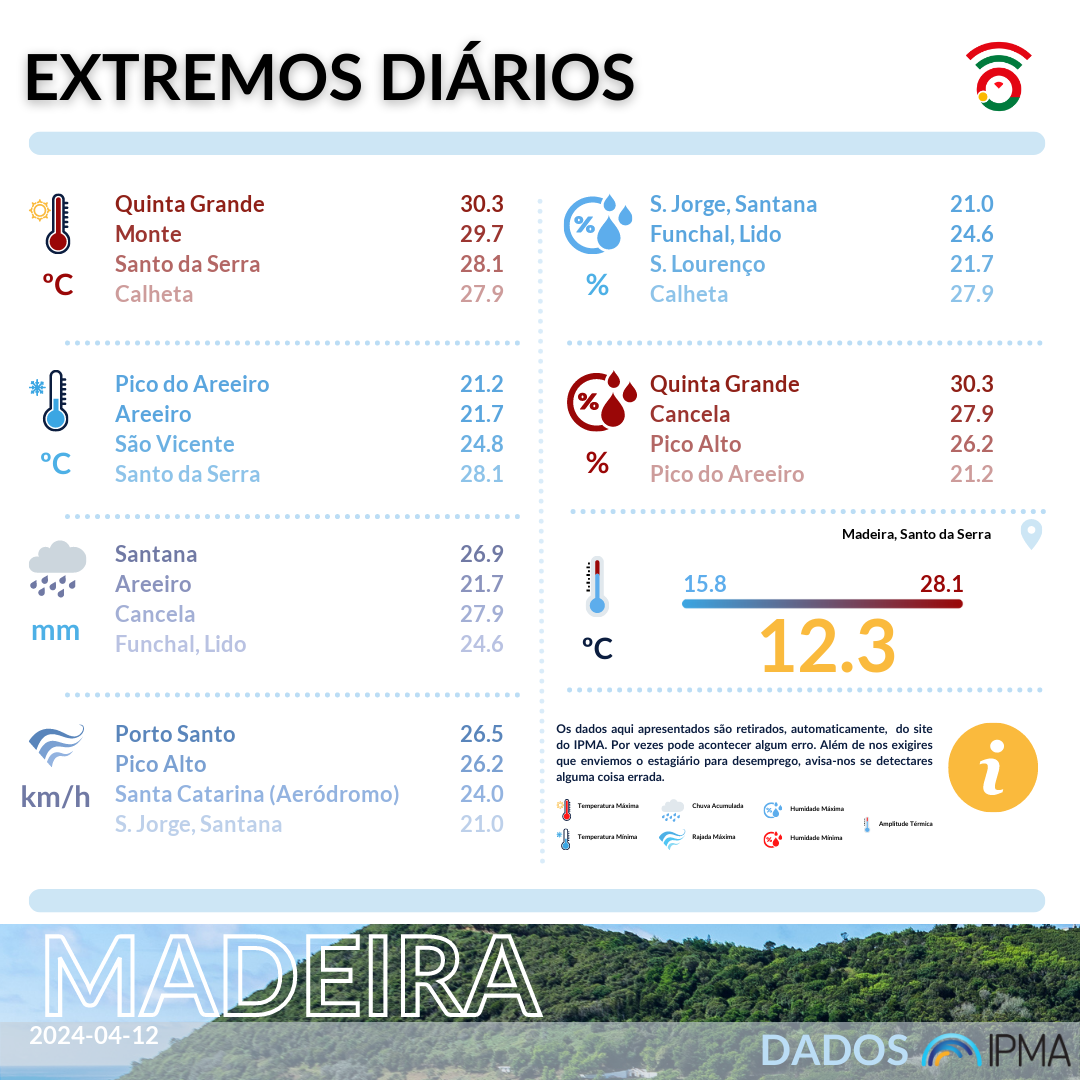 EXTREMOS DIÁRIOS
Quinta Grande 30.3
Monte 29.7
Santo da Serra 28.1
Calheta 27.9
ºC
Pico do Areeiro 21.2
Areeiro 21.7
São Vicente 24.8
Santo da Serra 28.1
ºC
Santana 26.9
Areeiro 21.7
Cancela 27.9
Funchal, Lido 24.6
mm
Porto Santo 26.5
Pico Alto 26.2
Santa Catarina (Aeródromo) 24.0
S. Jorge, Santana 21.0
km/h
S. Jorge, Santana 21.0
Funchal, Lido 24.6
S. Lourenço 21.7
Calheta 27.9
%
%
Quinta Grande 30.3
Cancela 27.9
Pico Alto 26.2
Pico do Areeiro 21.2
%
%
Madeira, Santo da Serra
15.8 28.1
12.3
ºC
Os dados aqui apresentados são retirados, automaticamente, do site
do IPMA. Por vezes pode acontecer algum erro. Além de nos exigires
que enviemos o estagiário para desemprego, avisa-nos se detectares
alguma coisa errada.
i
Temperatura Máxima Chuva Acumulada Humidade Máxima
Amplitude Térmica
Temperatura Mínima Rajada Máxima Humidade Mínima
MADEIRA
2024-04-12
DADOS IPMA